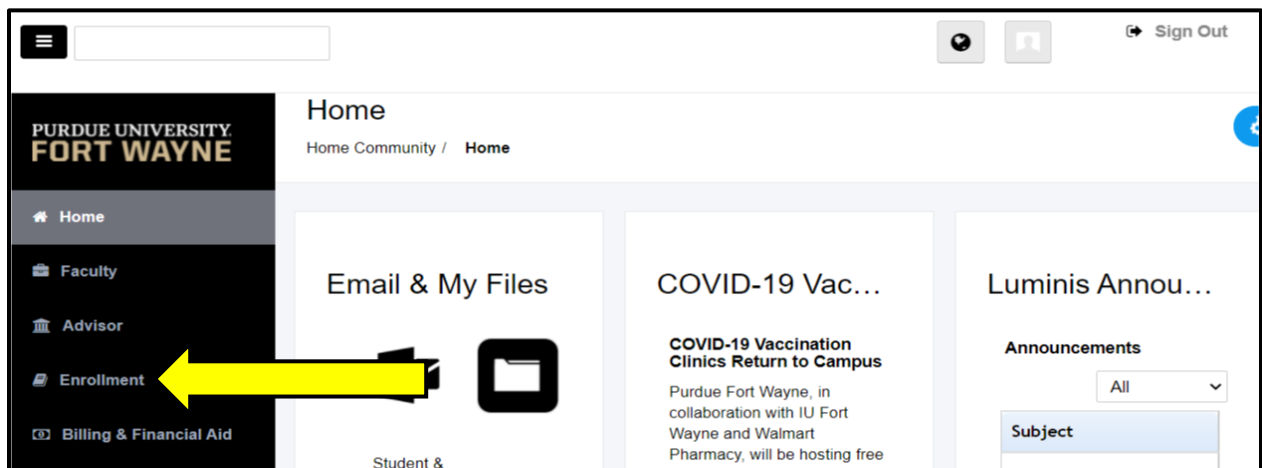 Sign Out
PURDUE UNIVERSITY.
FORT WAYNE
Home
Home Community / Home
Home
Faculty
Advisor
Enrollment
Billing & Financial Aid
Email & My Files
Student &
COVID-19 Vac...
COVID-19 Vaccination
Clinics Return to Campus
Purdue Fort Wayne, in
collaboration with IU Fort
Wayne and Walmart
Pharmacy, will be hosting free
Luminis Annou...
Announcements
All
Subject